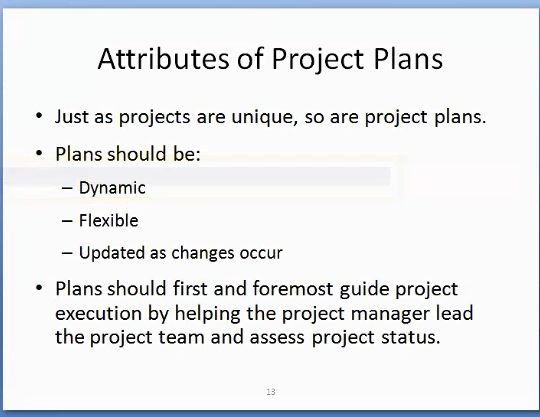 Attributes of Project Plans
• Just as projects are unique, so are project plans.
• Plans should be:
– Dynamic
– Flexible
– Updated as changes occur
• Plans should first and foremost guide project
execution by helping the project manager lead
the project team and assess project status.
13